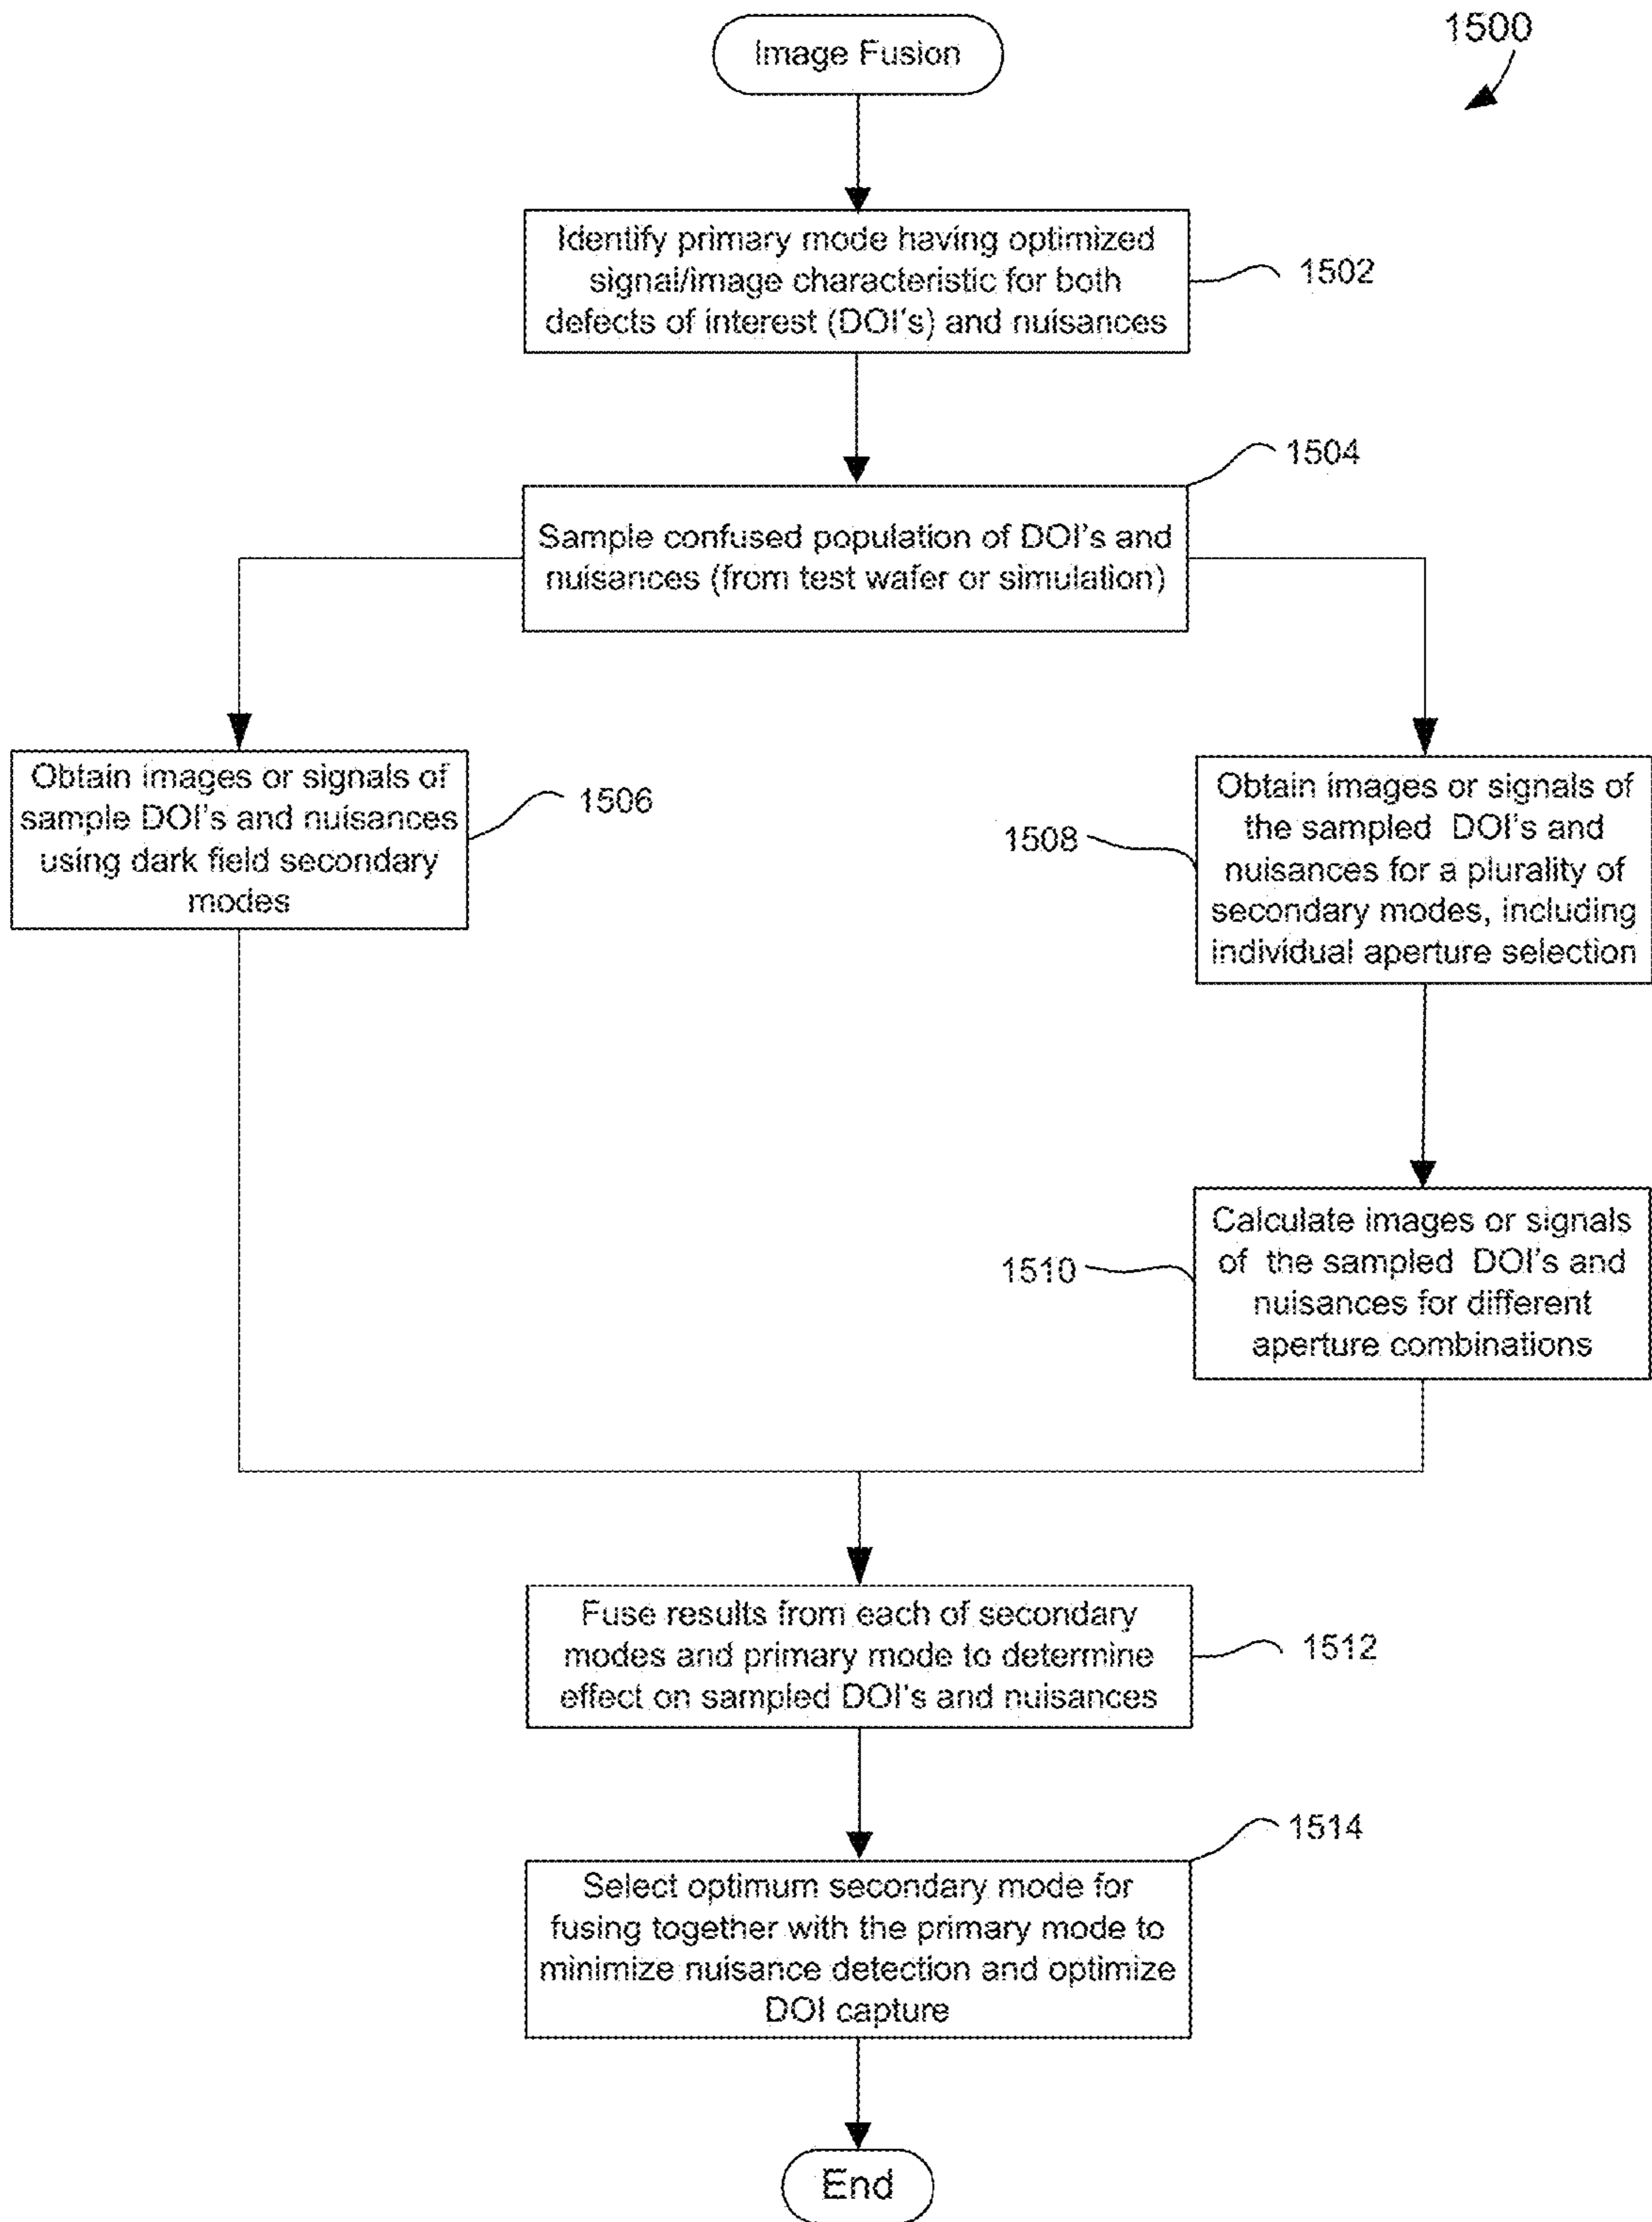 1500
Image Fusion
Identify primary mode having optimized
signal/image characteristic for both
defects of interest (DOI's) and nuisances
1502
1504
Sample confused population of DOI's and
nuisances (from test wafer or simulation)
Obtain images or signals of
sample DOI's and nuisances
using dark field secondary
modes
1506
1508
Obtain images or signals of
the sampled DOI's and
nuisances for a plurality of
secondary modes, including
individual aperture selection
1510
Calculate images or signals
of the sampled DOI's and
nuisances for different
aperture combinations
Fuse results from each of secondary
modes and primary mode to determine
effect on sampled DOI's and nuisances
1512
1514
Select optimum secondary mode for
fusing together with the primary mode to
minimize nuisance detection and optimize
DOI capture
End